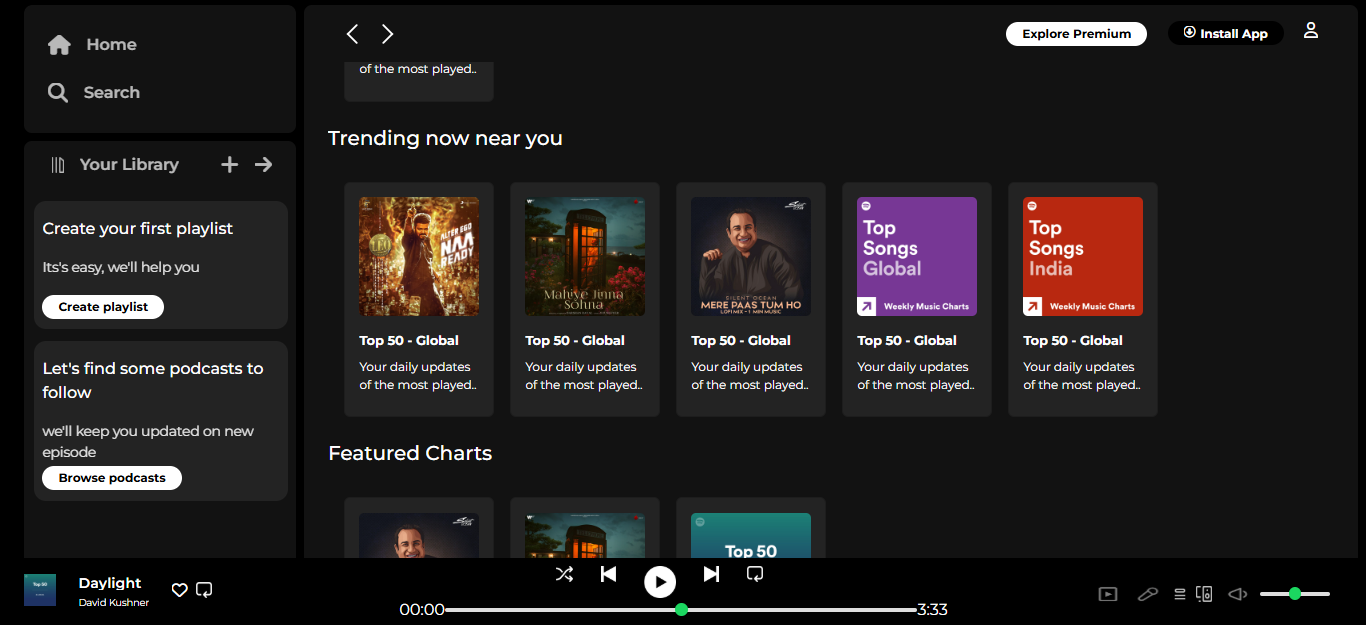 Home
Search
Your Library
Create your first playlist
Its's easy, we'll help you
Create playlist
Let's find some podcasts to
follow
we'll keep you updated on new
episode
Browse podcasts
Explore Premium
Install App
of the most played..
Trending now near you
ALTER EGO
NAA
READY
Mahiye Jinna
Sohna
SILENT OCEAN
MERE PAAS TUM HO
LOFI MIX - 1 MIN MUSIC
Top
Songs
Global
Weekly Music Charts
Top
Songs
India
Weekly Music Charts
Top 50 - Global
Your daily updates
of the most played..
Top 50 - Global
Your daily updates
of the most played..
Top 50 - Global
Your daily updates
of the most played..
Top 50 - Global
Your daily updates
of the most played..
Top 50 - Global
Your daily updates
of the most played..
Featured Charts
Top 50
Top 50
Daylight
David Kushner
00:00
3:33